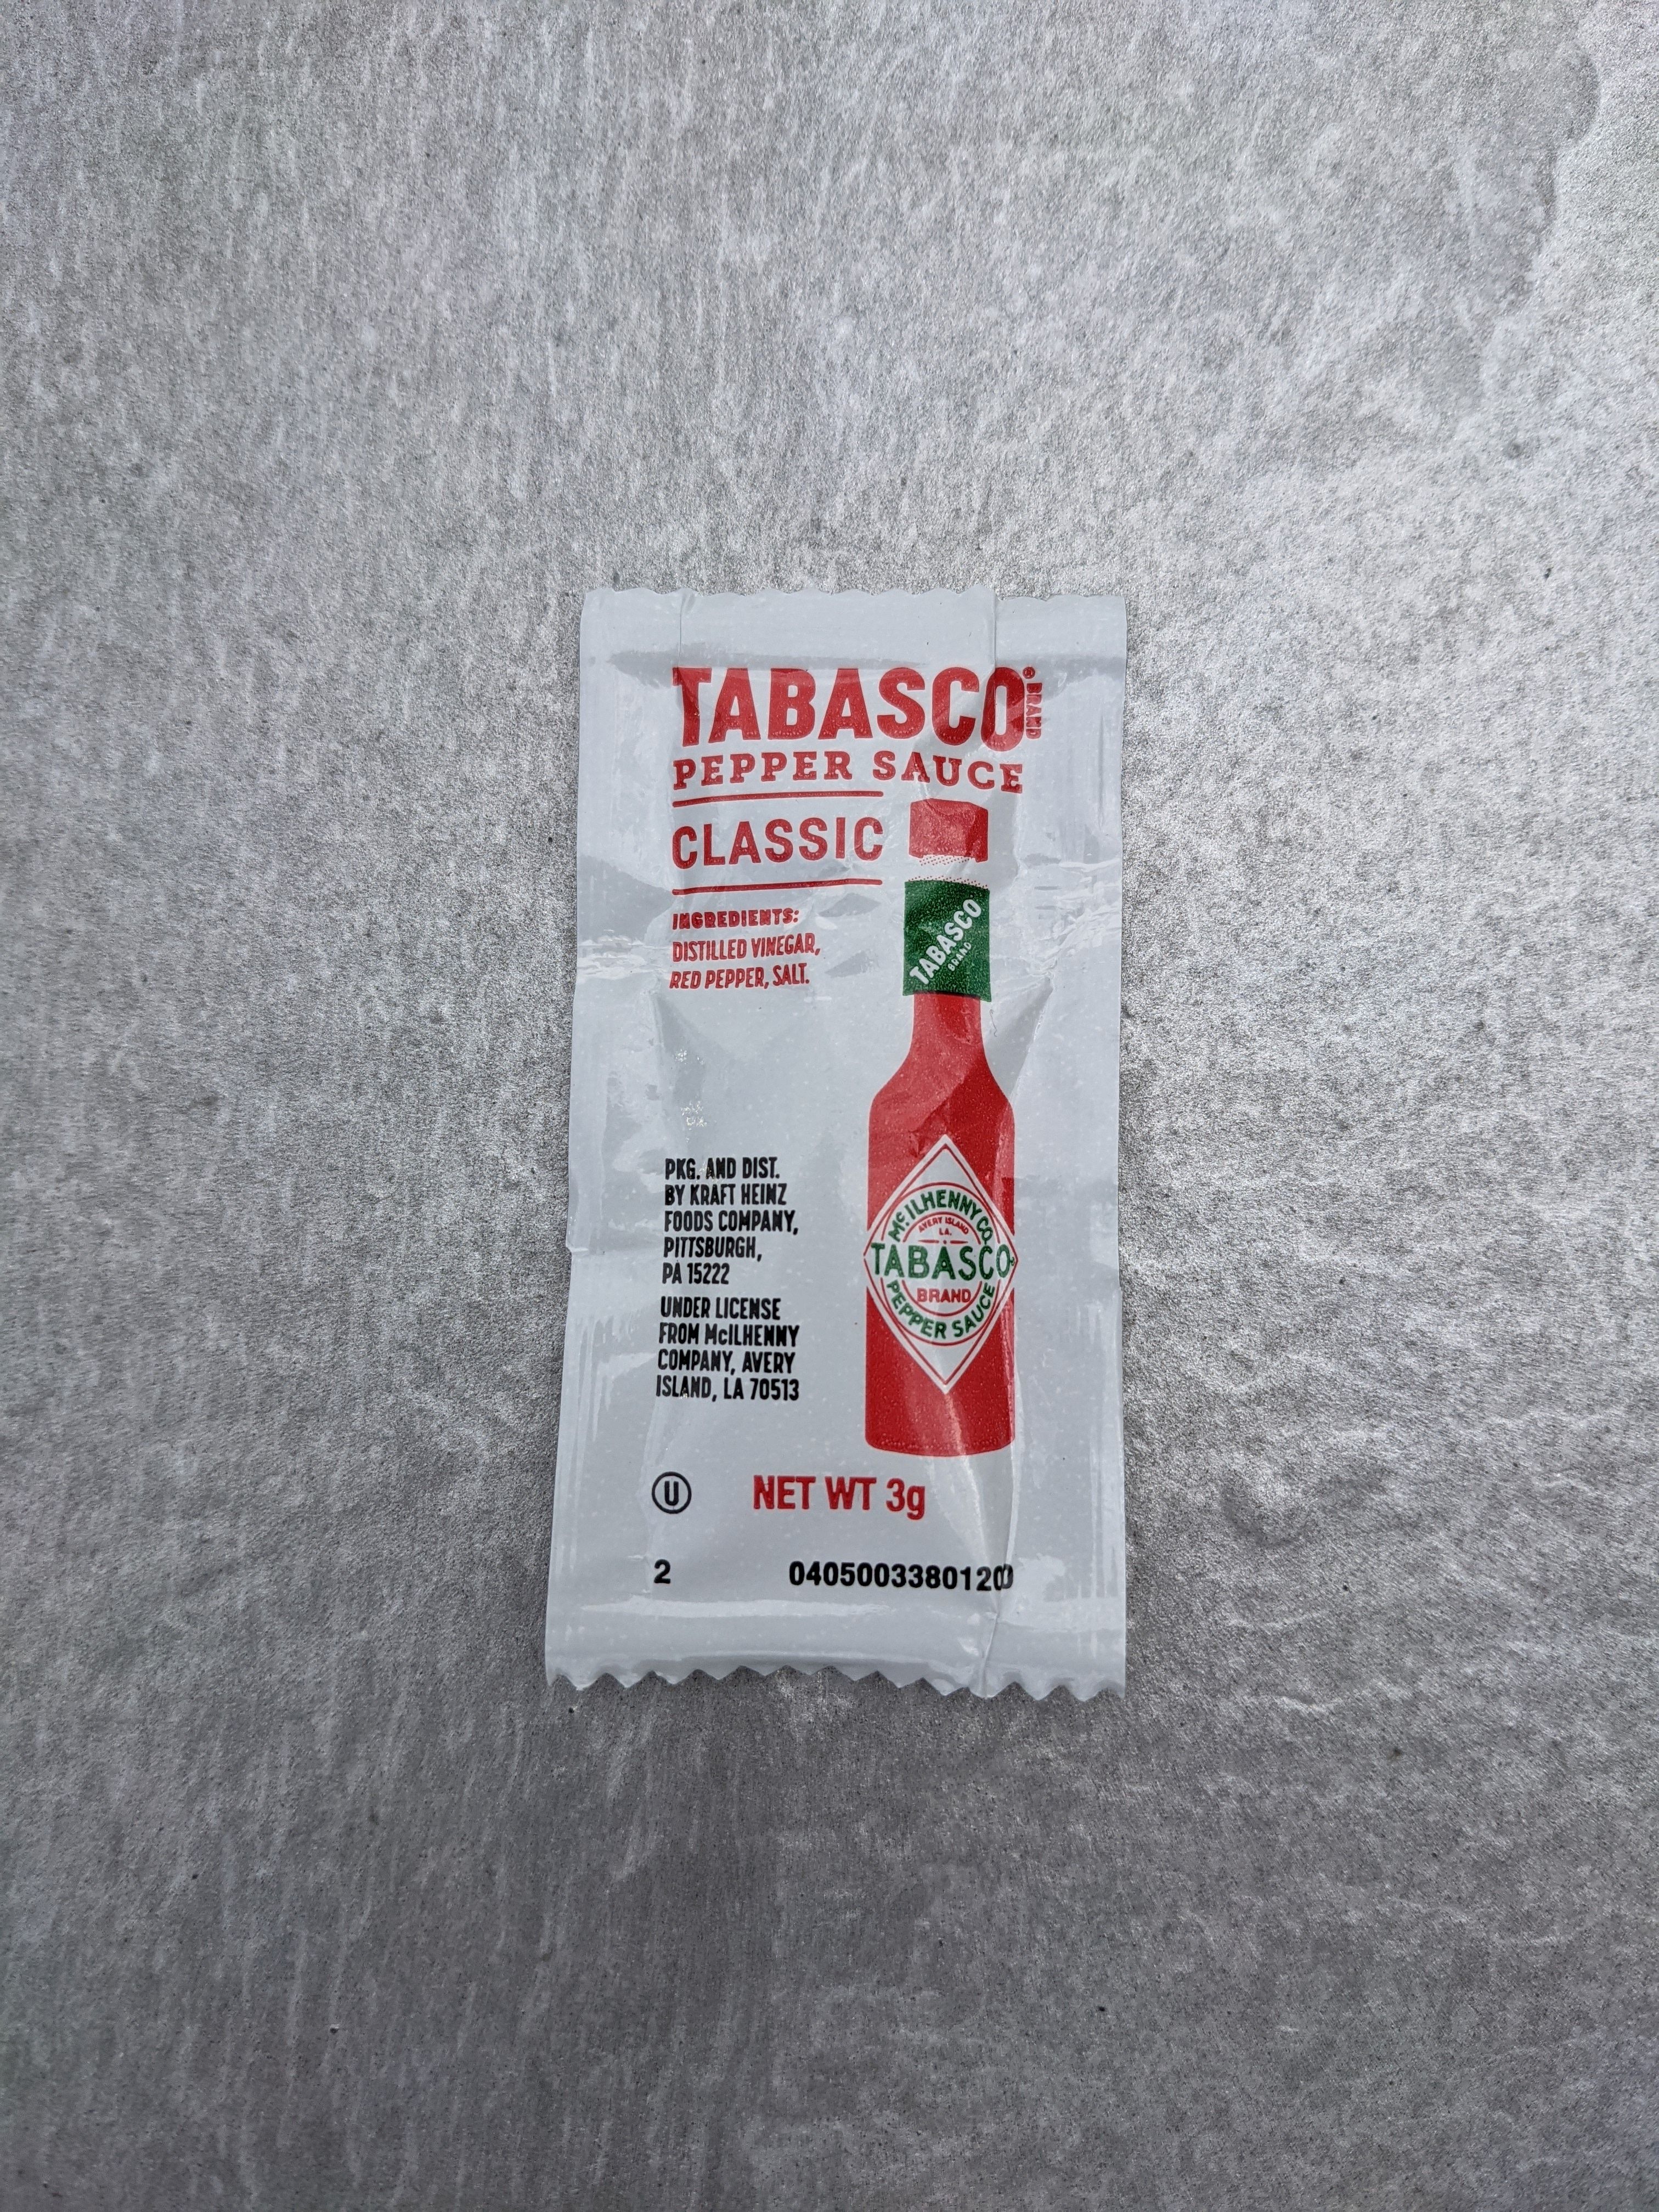 TABASCO® BRAND
PEPPER SAUCE
CLASSIC
INGREDIENTS:
DISTILLED VINEGAR,
RED PEPPER, SALT.
TABASCO
BRAND
McILHENNY CO.
AVERY ISLAND
LA.
TABASCO
BRAND
PEPPER SAUCE
PKG. AND DIST.
BY KRAFT HEINZ
FOODS COMPANY,
PITTSBURGH,
PA 15222
UNDER LICENSE
FROM McILHENNY
COMPANY, AVERY
ISLAND, LA 70513
U
NET WT 3g
2 04050033801200